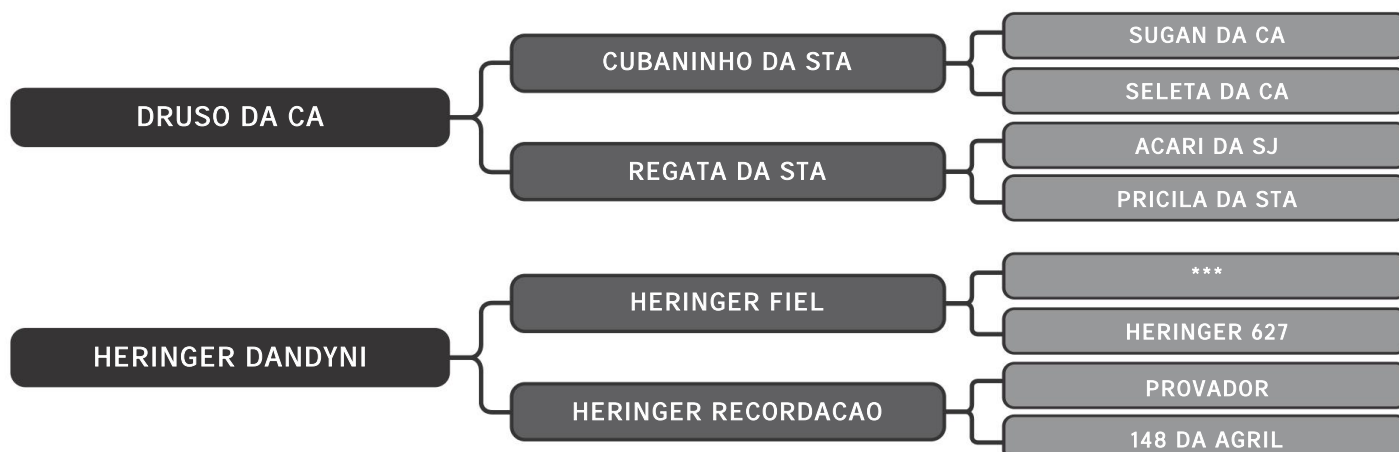 DRUSO DA CA
CUBANINHO DA STA
SUGAN DA CA
SELETA DA CA
REGATA DA STA
ACARI DA SJ
PRICILA DA STA
HERINGER DANDYNI
HERINGER FIEL
***
HERINGER 627
HERINGER RECORDACAO
PROVADOR
148 DA AGRIL